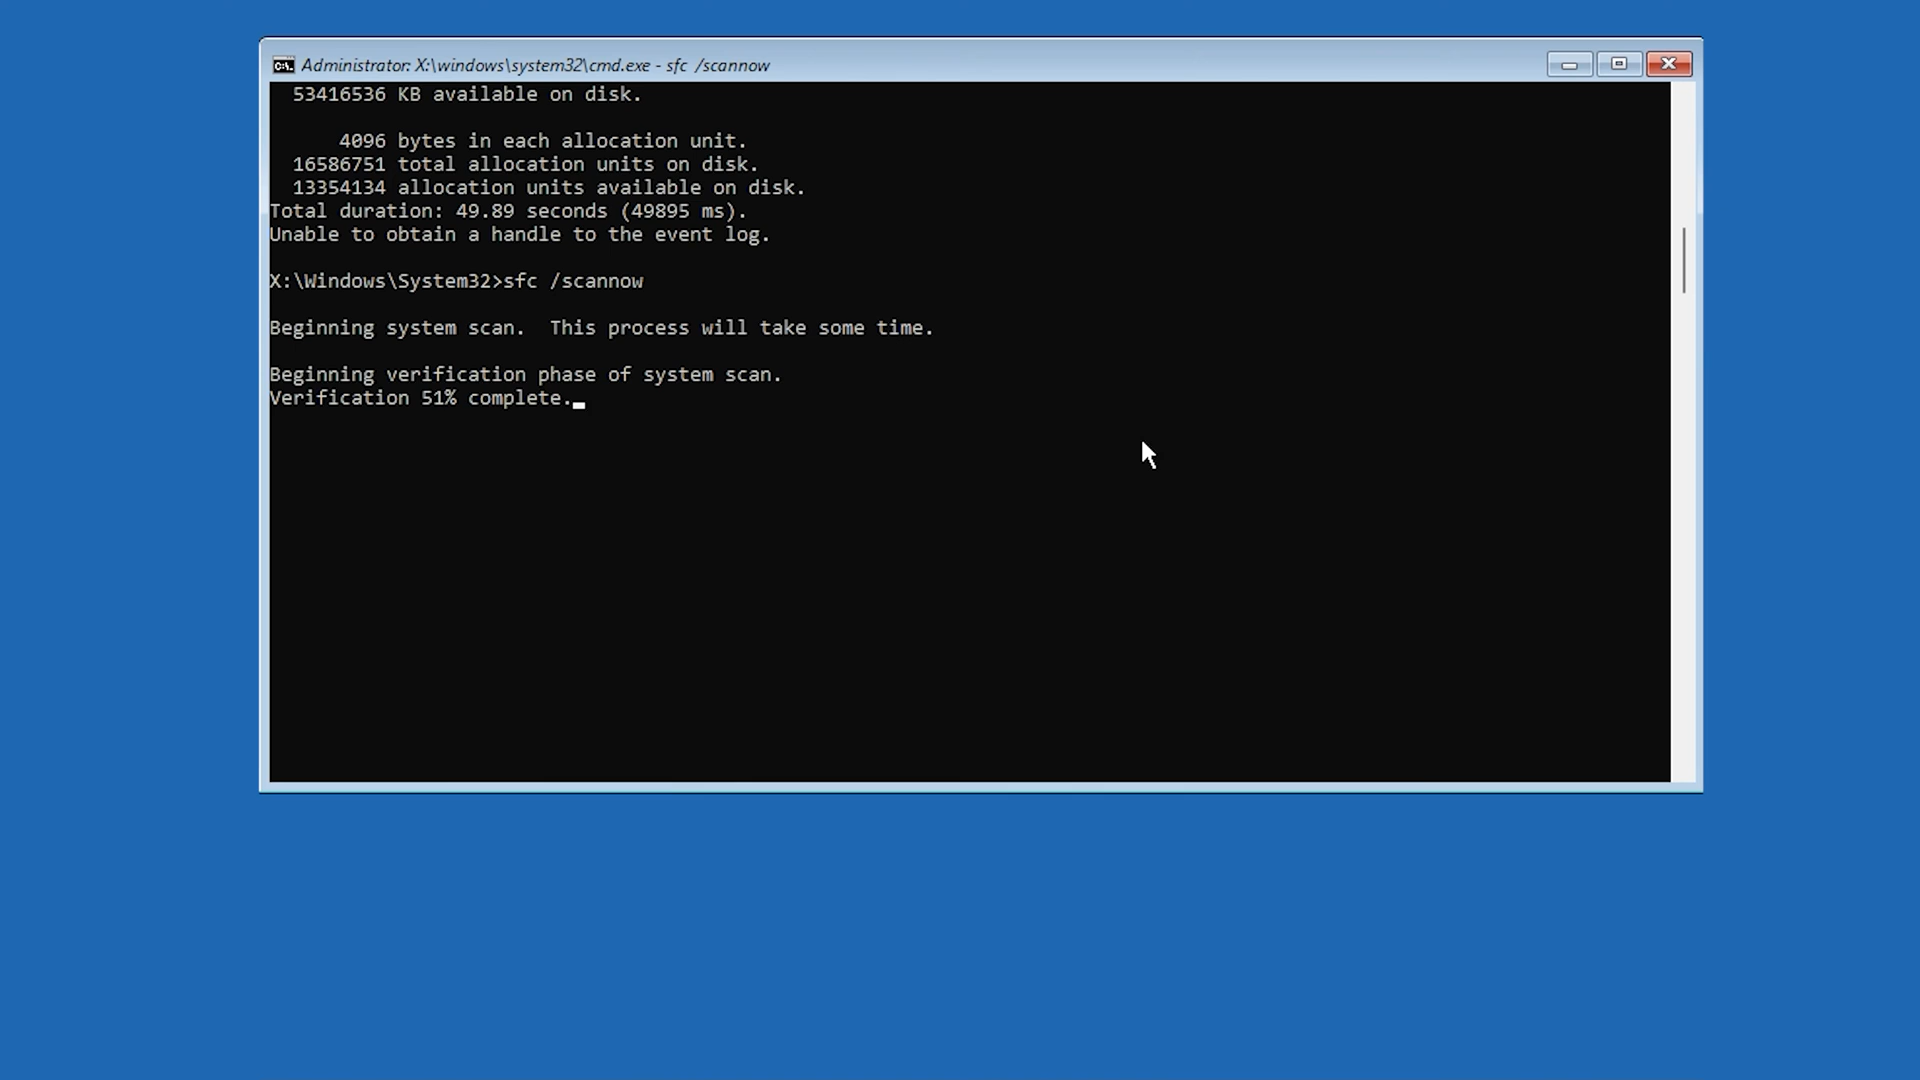 Administrator: X:\windows\system32\cmd.exe - sfc /scannow
53416536 KB available on disk.
4096 bytes in each allocation unit.
16586751 total allocation units on disk.
13354134 allocation units available on disk.
Total duration: 49.89 seconds (49895 ms).
Unable to obtain a handle to the event log.
X:\Windows\System32>sfc /scannow
Beginning system scan.  This process will take some time.
Beginning verification phase of system scan.
Verification 51% complete.